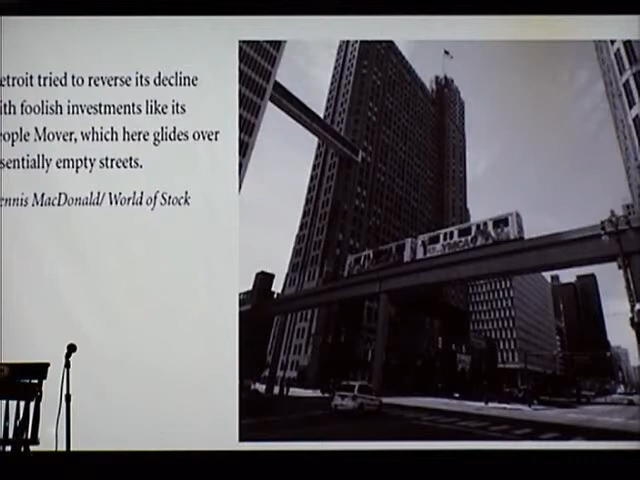 etroit tried to reverse its decline
ith foolish investments like its
eople Mover, which here glides over
sentially empty streets.
ennis MacDonald/ World of Stock